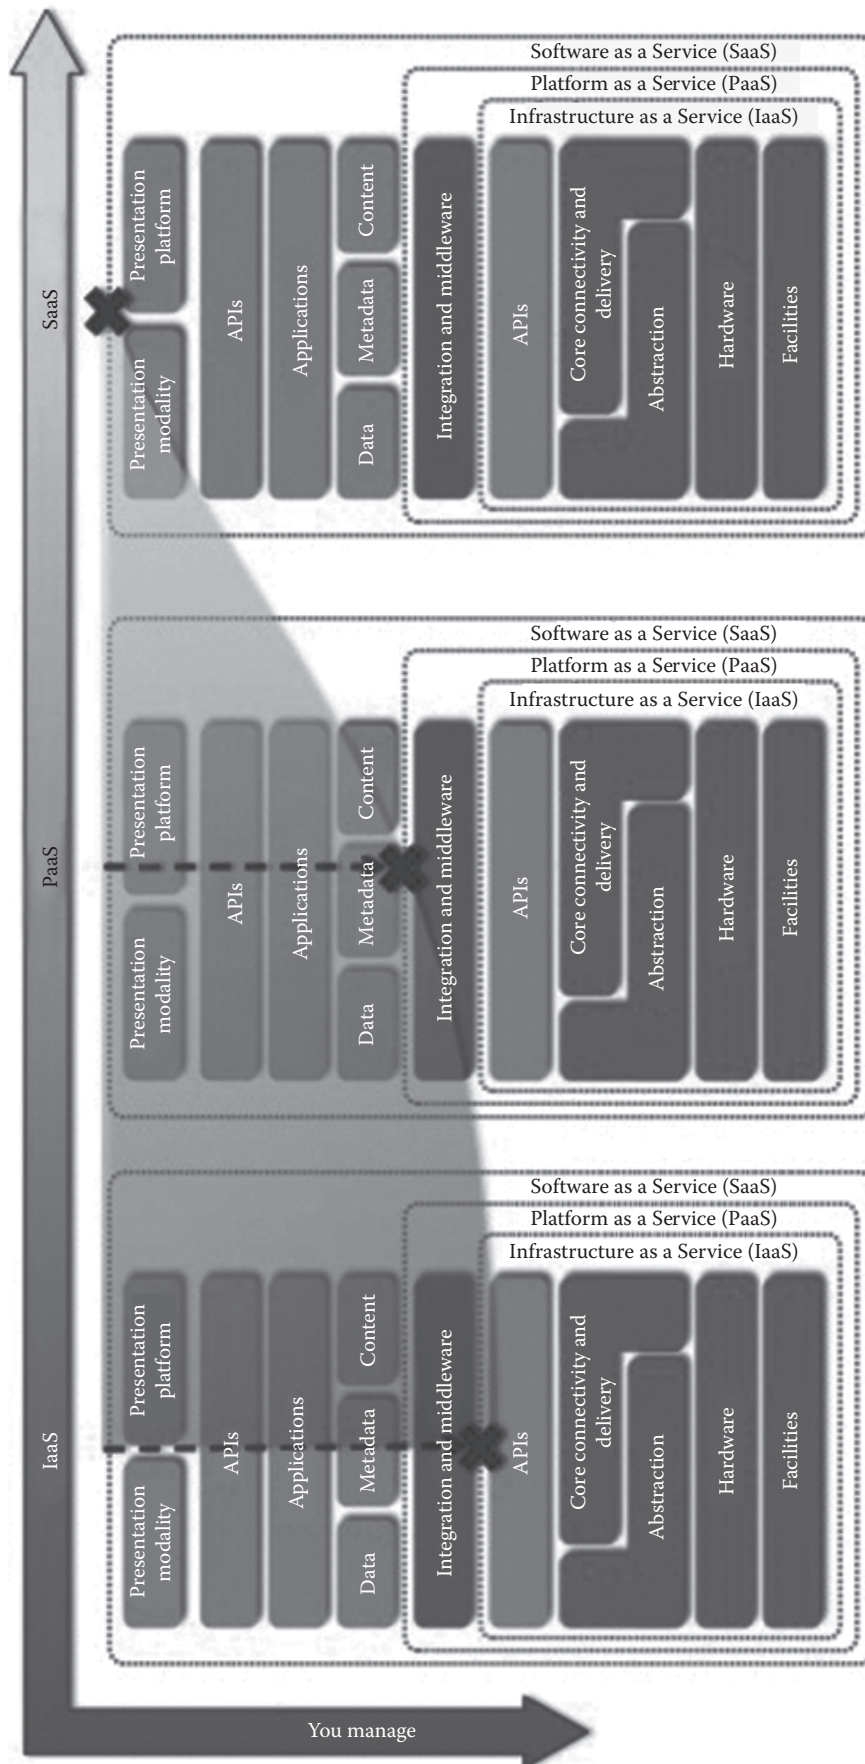 SaaS
Software as a Service (SaaS)
Platform as a Service (PaaS)
Infrastructure as a Service (IaaS)
Presentation
modality
Presentation
platform
APIs
Applications
Data
Metadata
Content
Integration and middleware
APIs
Core connectivity and
delivery
Abstraction
Hardware
Facilities
PaaS
Software as a Service (SaaS)
Platform as a Service (PaaS)
Infrastructure as a Service (IaaS)
Presentation
modality
Presentation
platform
APIs
Applications
Data
Metadata
Content
Integration and middleware
APIs
Core connectivity and
delivery
Abstraction
Hardware
Facilities
IaaS
Software as a Service (SaaS)
Platform as a Service (PaaS)
Infrastructure as a Service (IaaS)
Presentation
modality
Presentation
platform
APIs
Applications
Data
Metadata
Content
Integration and middleware
APIs
Core connectivity and
delivery
Abstraction
Hardware
Facilities
You manage